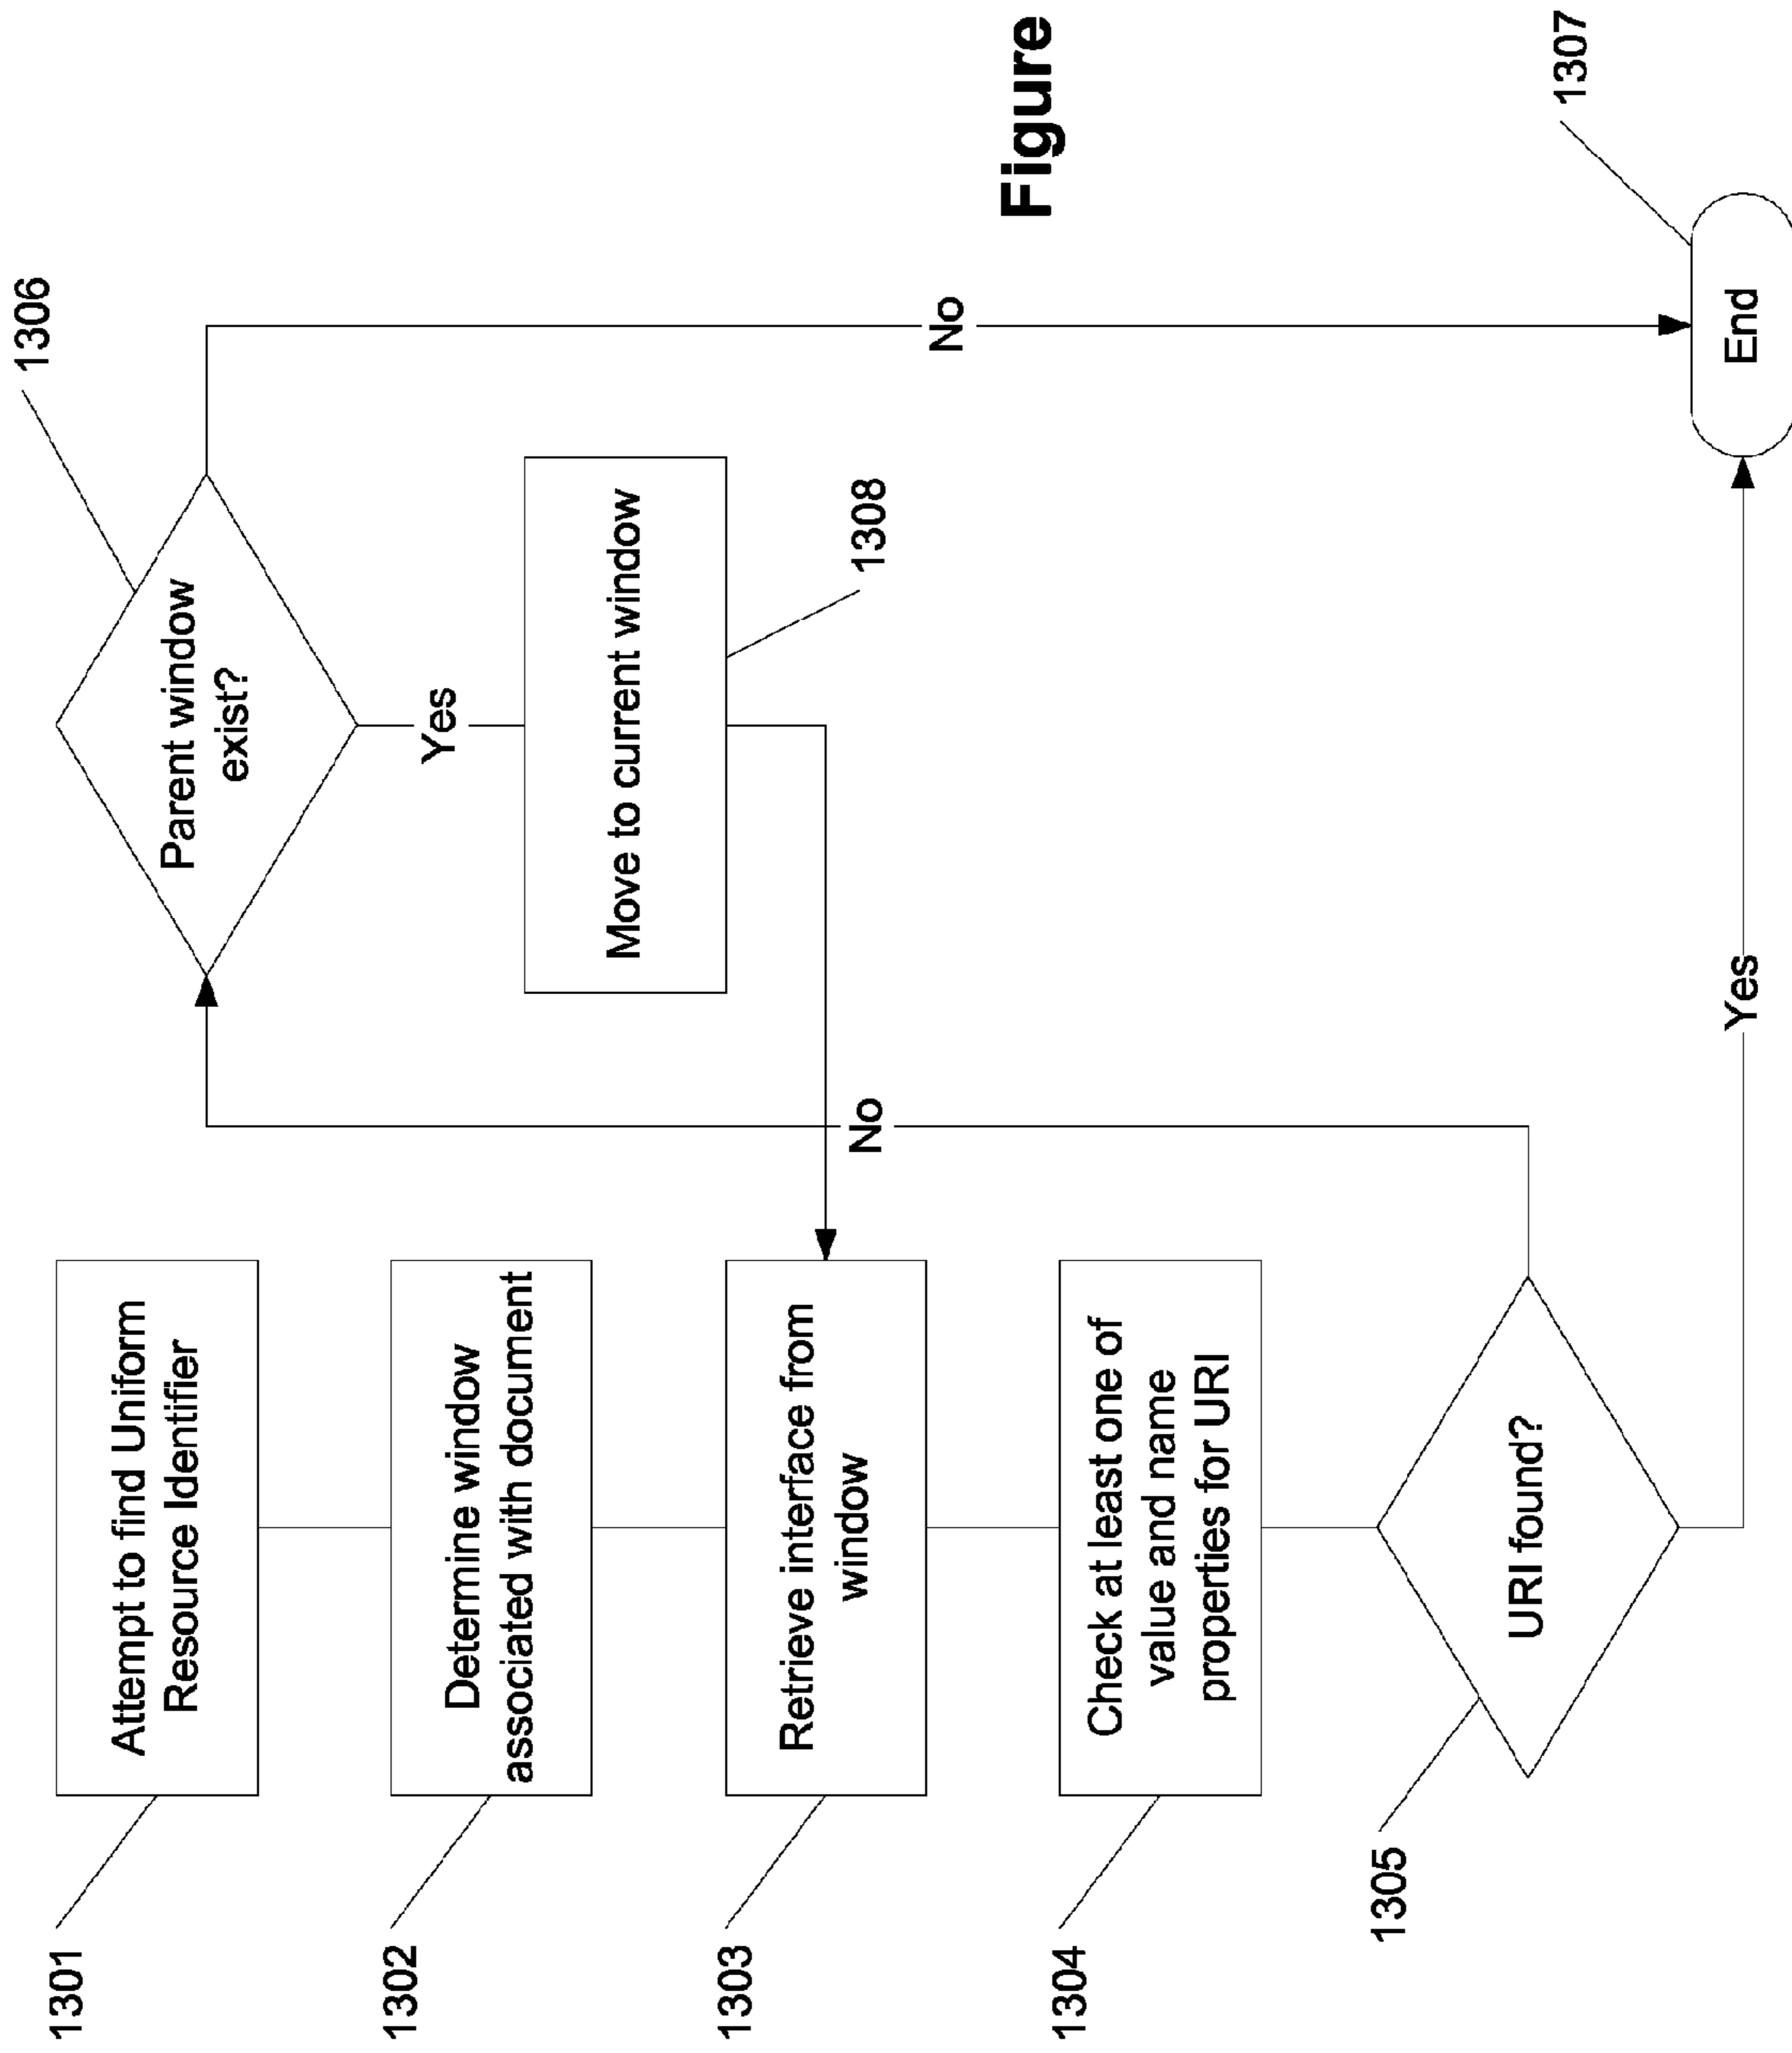 1301
Attempt to find Uniform
Resource Identifier
1302
Determine window
associated with document
1303
Retrieve interface from
window
1304
Check at least one of
value and name
properties for URI
1305
URI found?
No
Yes
1306
Parent window
exist?
Yes
No
Move to current window
1308
1307
End
Figure